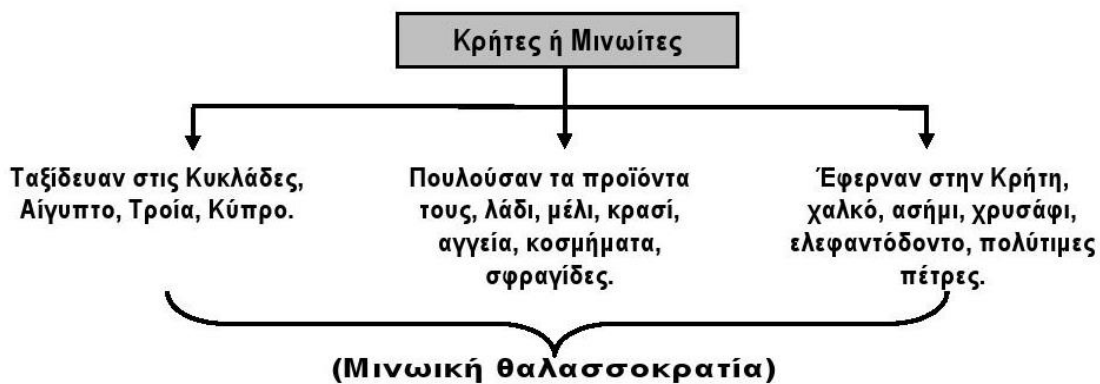 Κρήτες ή Μινωίτες
Ταξίδευαν στις Κυκλάδες,
Αίγυπτο, Τροία, Κύπρο.
Πουλούσαν τα προϊόντα
τους, λάδι, μέλι, κρασί,
αγγεία, κοσμήματα,
σφραγίδες.
Έφερναν στην Κρήτη,
χαλκό, ασήμι, χρυσάφι,
ελεφαντόδοντο, πολύτιμες
πέτρες.
(Μινωική θαλασσοκρατία)